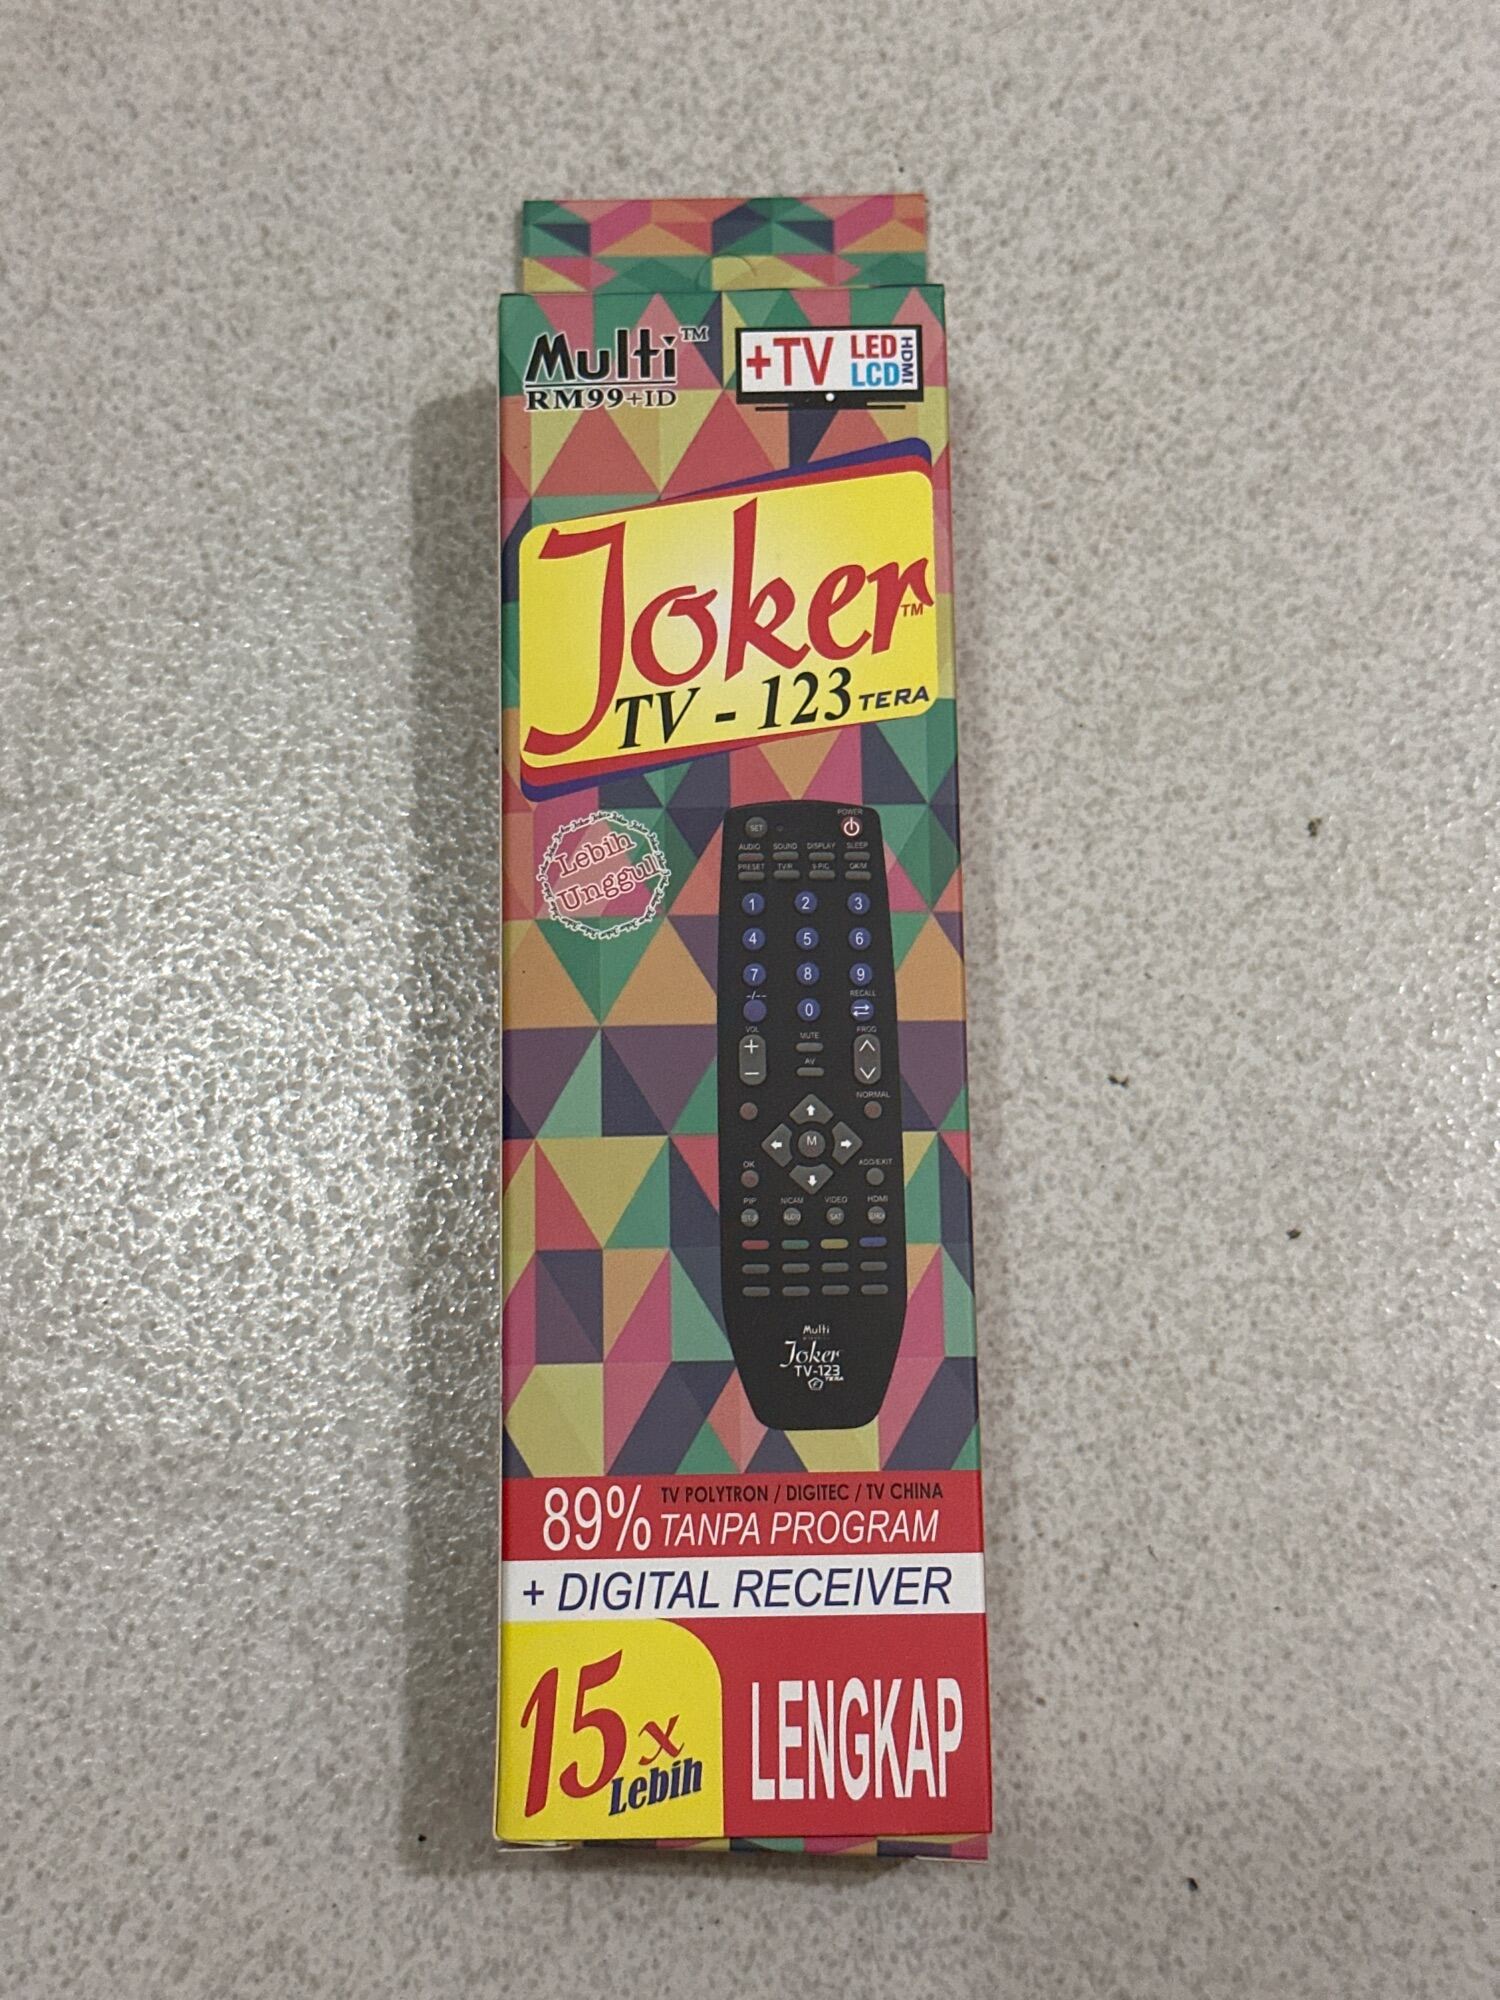 Multi™
RM99+ID
+TV LED LCD HDMI
Joker™
TV - 123 TERA
Lebih
Unggul
POWER
SET
AUDIO SOUND DISPLAY SLEEP
PRESET TV/R
1 2 3
4 5 6
7 8 9
-/-- RECALL
0
VOL MUTE PROG
+
AV
−
NORMAL
M
OK ADD/EXIT
PIP NICAM VIDEO HDMI
AUDIO SAT
Multi
Joker
TV-123
TERA
89% TV POLYTRON / DIGITEC / TV CHINA
TANPA PROGRAM
+ DIGITAL RECEIVER
15x
Lebih
LENGKAP